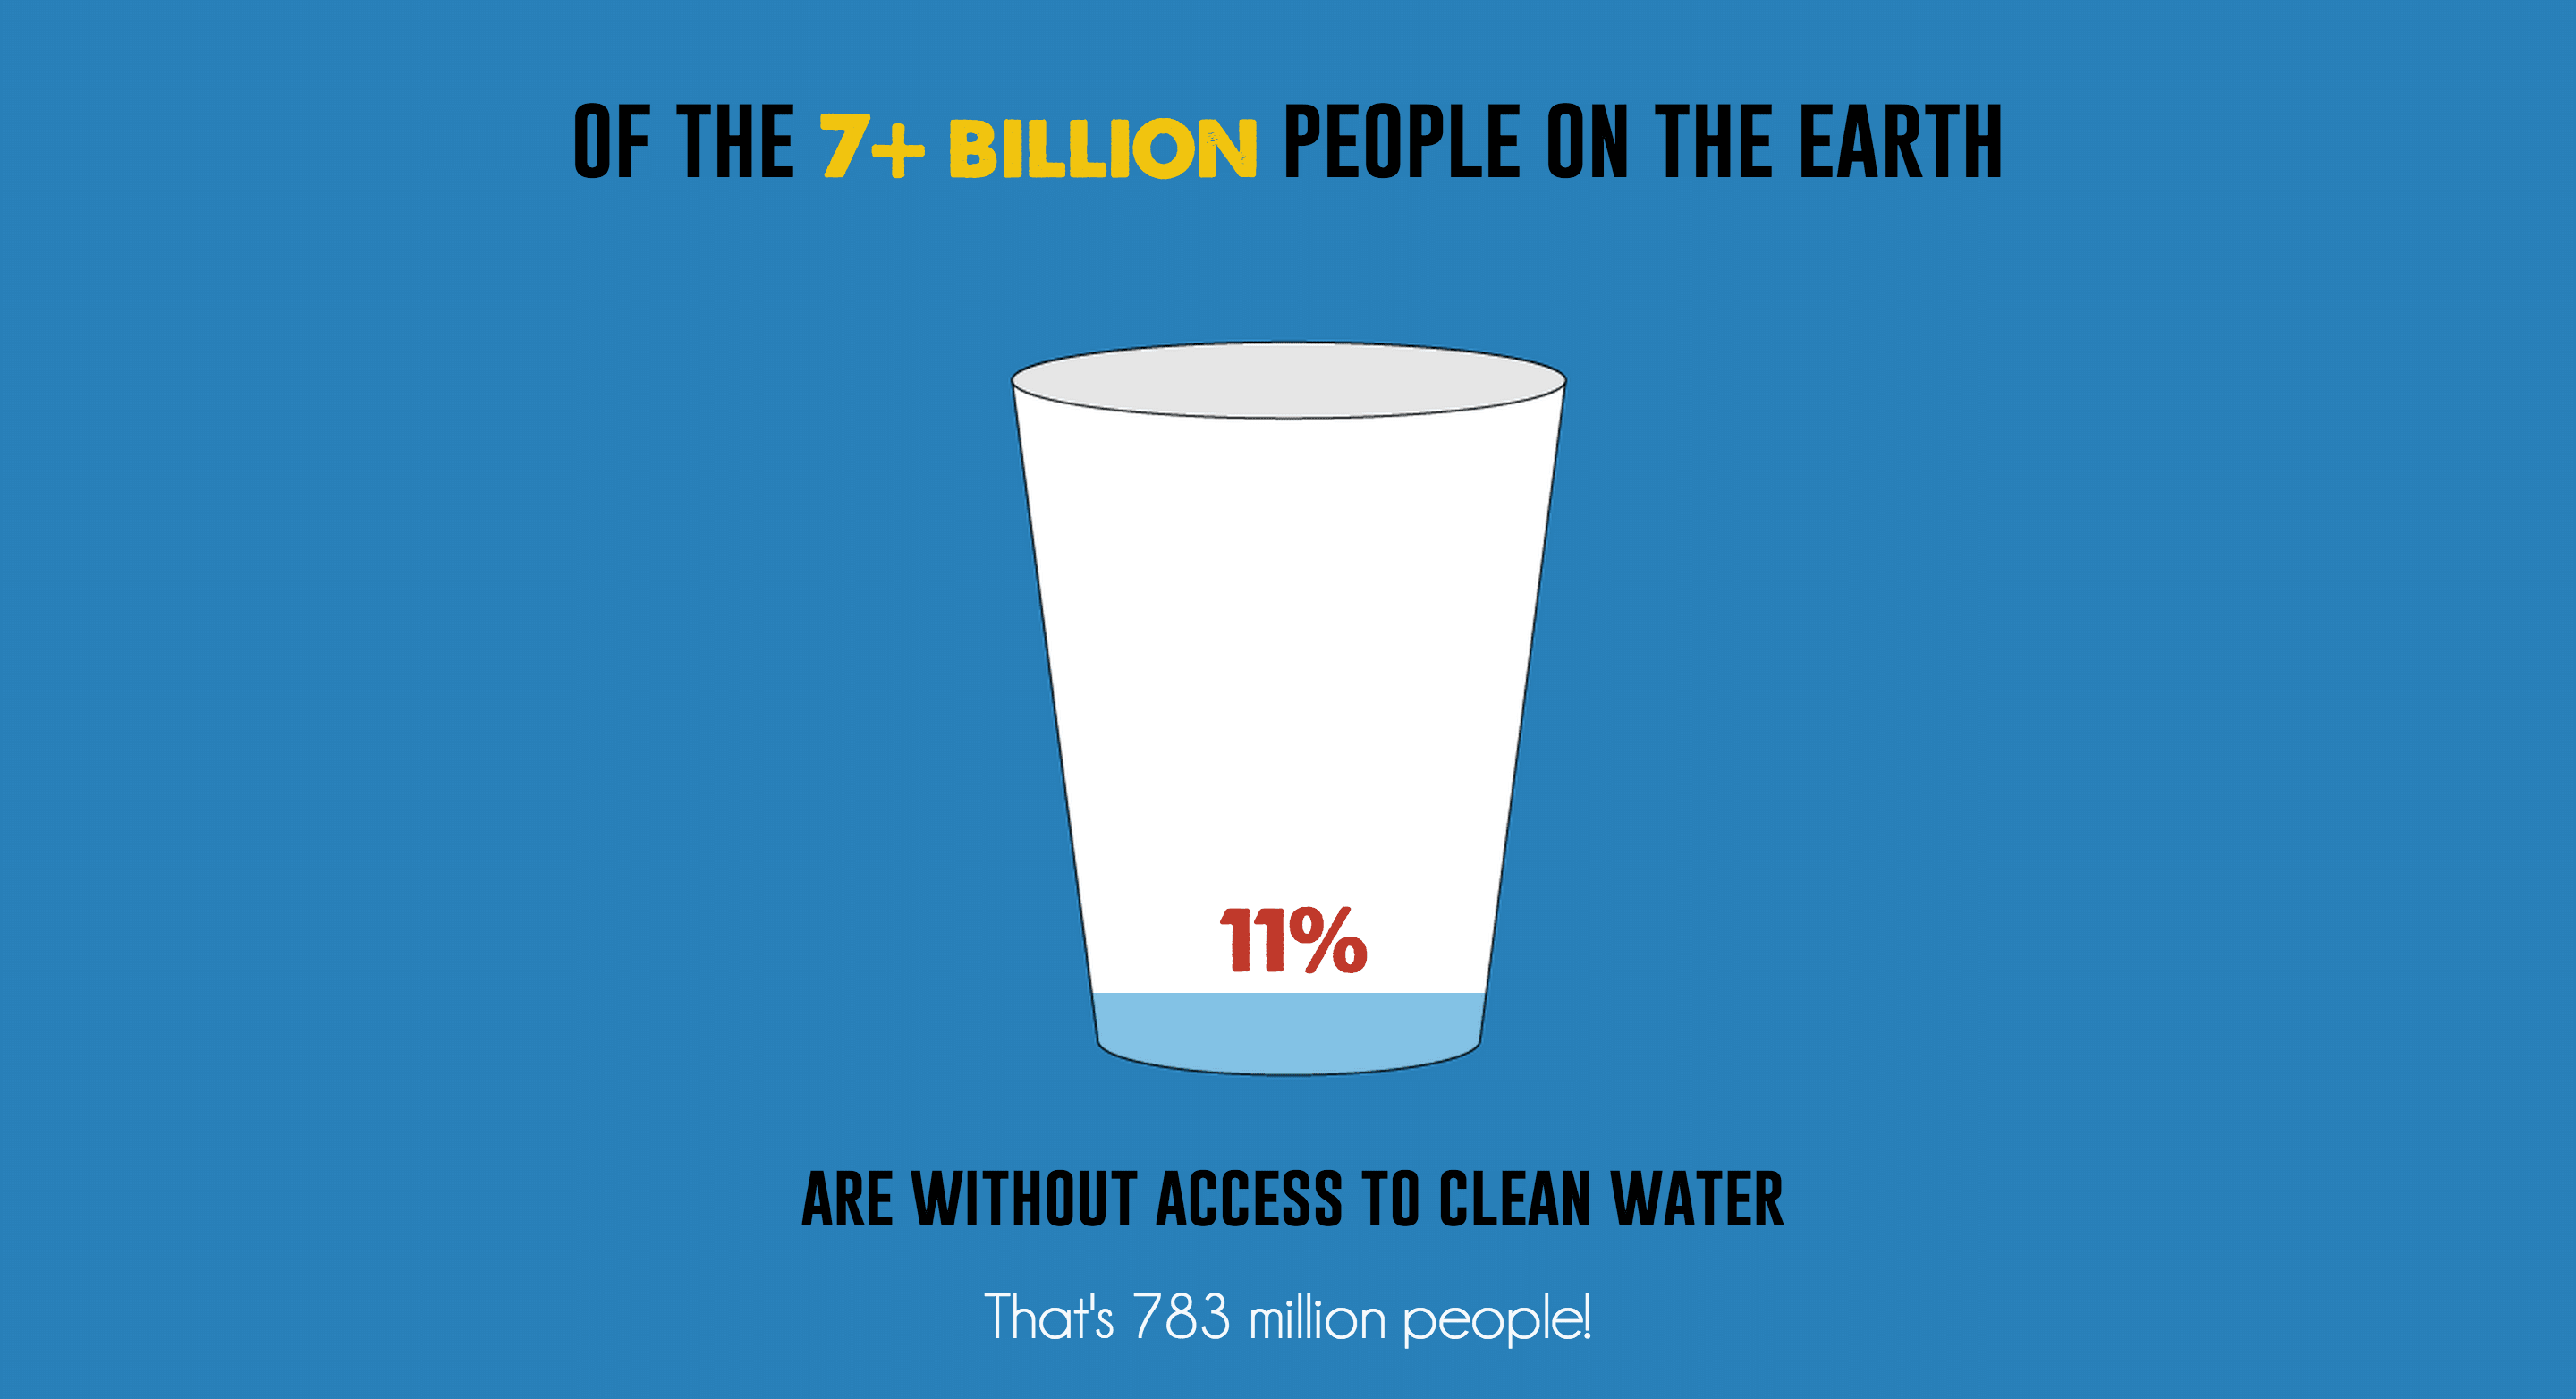 OF THE 7+ BILLION PEOPLE ON THE EARTH
11%
ARE WITHOUT ACCESS TO CLEAN WATER
That's 783 million people!